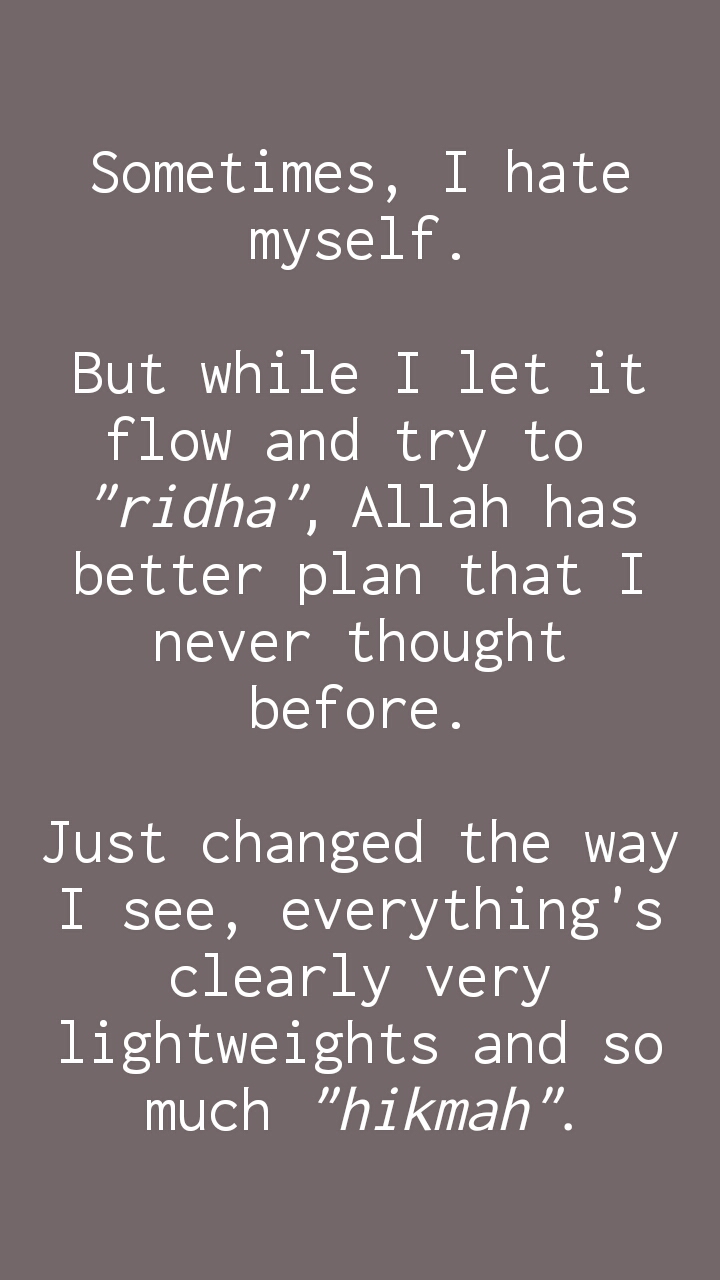 Sometimes, I hate
myself.
But while I let it
flow and try to
"ridha", Allah has
better plan that I
never thought
before.
Just changed the way
I see, everything's
clearly very
lightweights and so
much "hikmah".